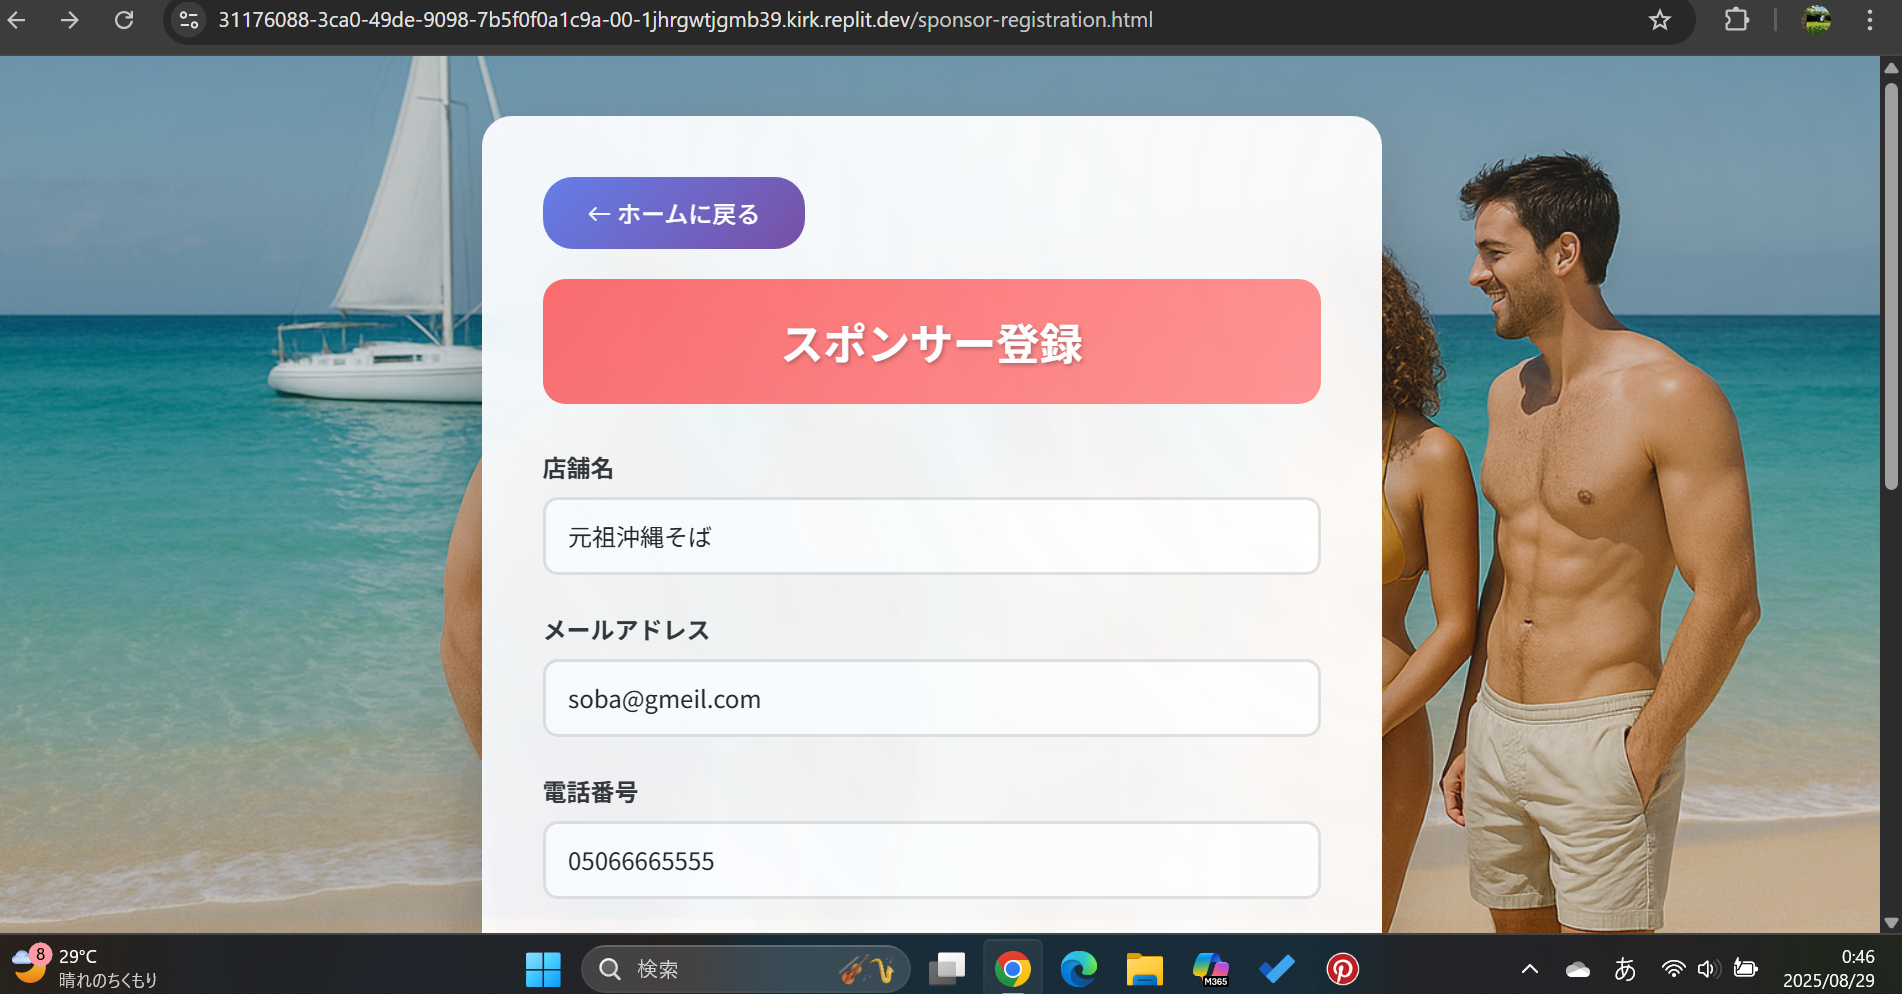 31176088-3ca0-49de-9098-7b5f0f0a1c9a-00-1jhrgwtjgmb39.kirk.replit.dev/sponsor-registration.html
← ホームに戻る
スポンサー登録
店舗名
元祖沖縄そば
メールアドレス
soba@gmeil.com
電話番号
05066665555
8
29°C
晴れのちくもり
検索
M365
あ
0:46
2025/08/29